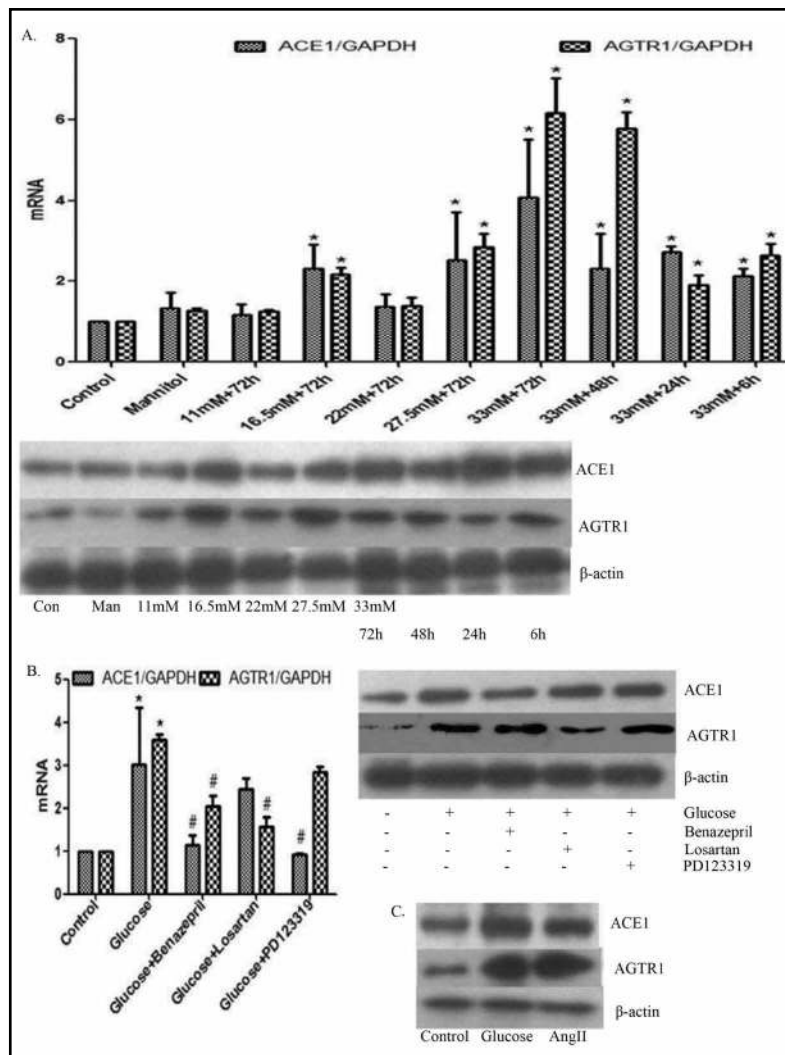 A.
ACE1/GAPDH AGTR1/GAPDH
8
6
4
2
0
mRNA
* * * * * * * * * *
Control Mannitol 11mM+72h 16.5mM+72h 22mM+72h 27.5mM+72h 33mM+72h 33mM+48h 33mM+24h 33mM+6h
ACE1
AGTR1
β-actin
Con Man 11mM 16.5mM 22mM 27.5mM 33mM
72h 48h 24h 6h
B.
ACE1/GAPDH AGTR1/GAPDH
5
4
3
2
1
0
mRNA
* * # # # #
Control Glucose Glucose+Benazepril Glucose+Losartan Glucose+PD123319
ACE1
AGTR1
β-actin
- + + + + Glucose
- - + - - Benazepril
- - - + - Losartan
- - - - + PD123319
C.
ACE1
AGTR1
β-actin
Control Glucose AngII